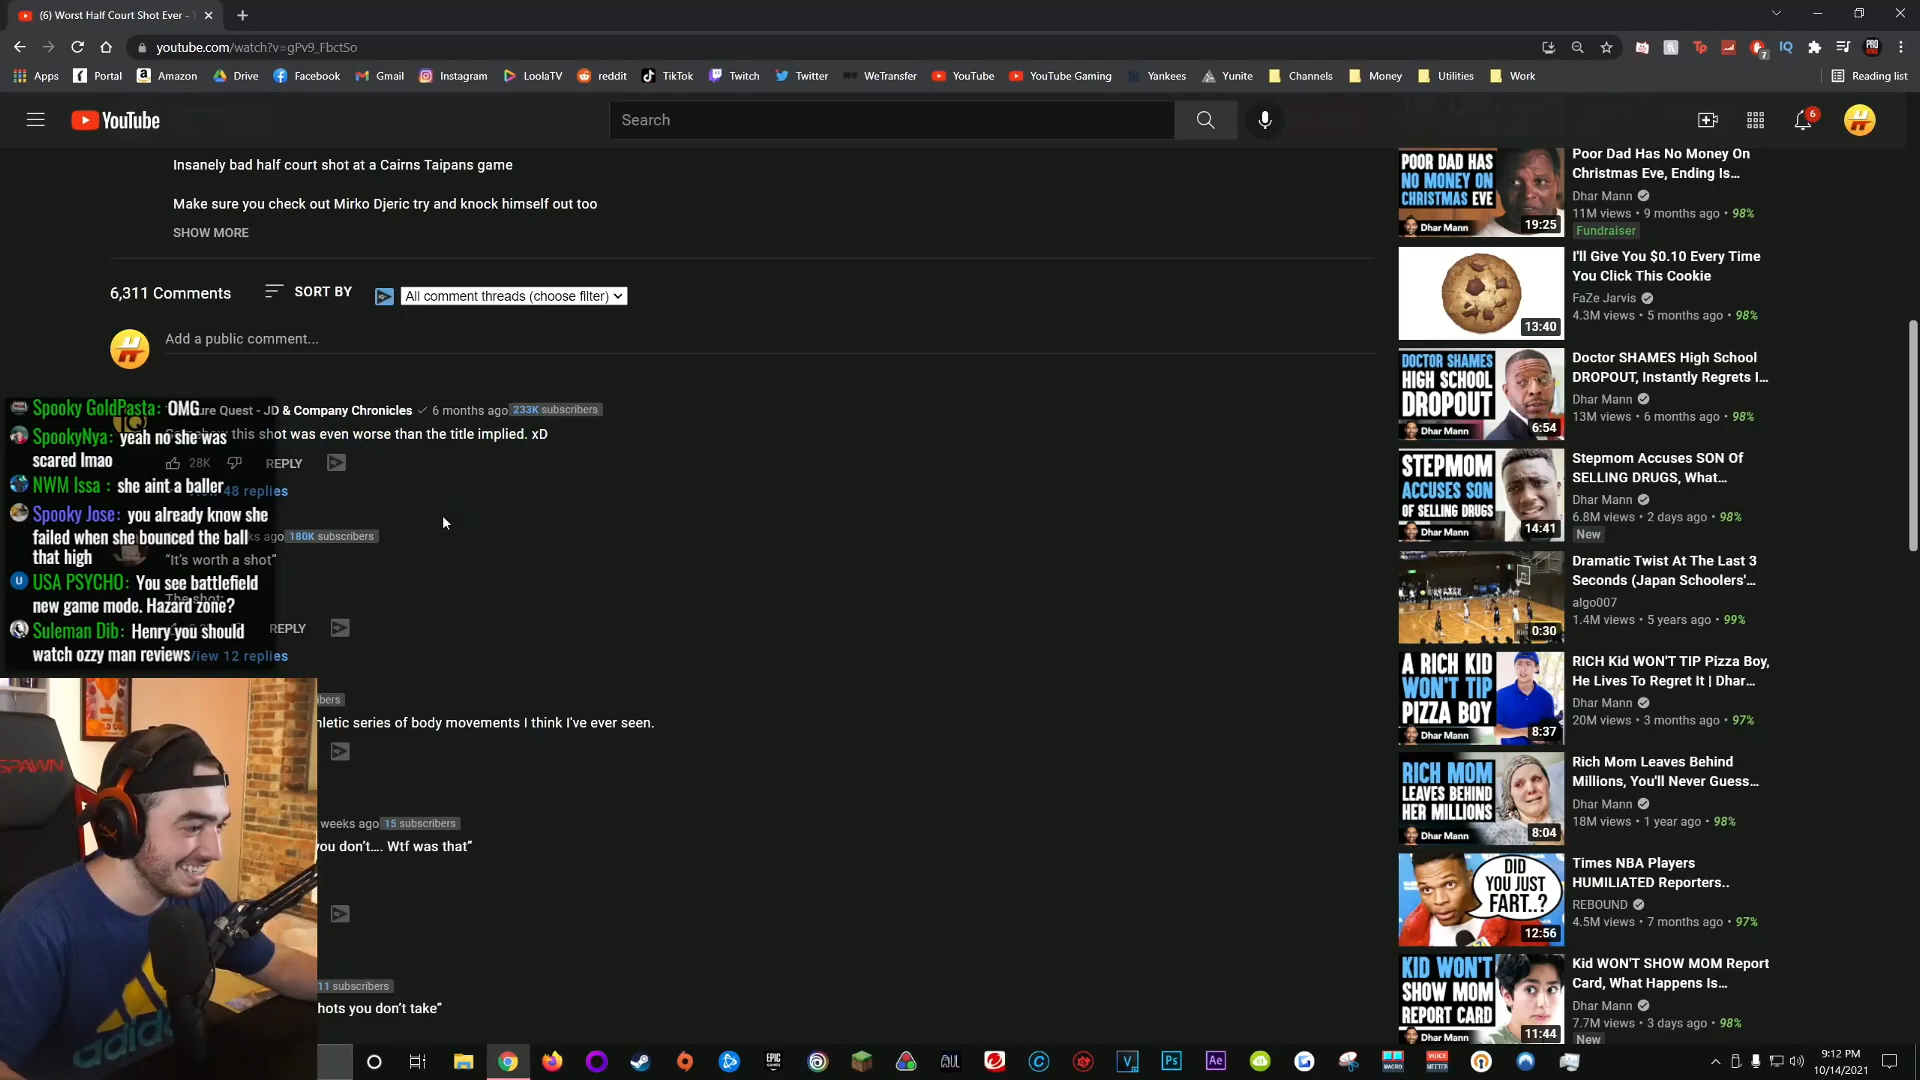 (6) Worst Half Court Shot Ever -
youtube.com/watch?v=gPv9_FbctSo
Apps Portal Amazon Drive Facebook Gmail Instagram LoolaTV reddit TikTok Twitch Twitter WeTransfer YouTube YouTube Gaming Yankees Yunite Channels Money Utilities Work Reading list
YouTube
Search
6
Insanely bad half court shot at a Cairns Taipans game
Make sure you check out Mirko Djeric try and knock himself out too
SHOW MORE
6,311 Comments SORT BY All comment threads (choose filter)
Add a public comment...
Quest - JD & Company Chronicles 6 months ago 233K subscribers
this shot was even worse than the title implied. xD
28K REPLY
48 replies
180K subscribers
“It’s worth a shot”
The shot:
REPLY
View 12 replies
series of body movements I think I’ve ever seen.
weeks ago 15 subscribers
you don’t.... Wtf was that”
11 subscribers
you don’t take”
Spooky GoldPasta: OMG
SpookyNya: yeah no she was
scared lmao
NWM Issa : she aint a baller
Spooky Jose: you already know she
failed when she bounced the ball
that high
USA PSYCHO: You see battlefield
new game mode. Hazard zone?
Suleman Dib: Henry you should
watch ozzy man reviews
SPAWN
adidas
POOR DAD HAS
NO MONEY ON
CHRISTMAS EVE
Dhar Mann
19:25
Poor Dad Has No Money On
Christmas Eve, Ending Is...
Dhar Mann
11M views • 9 months ago • 98%
Fundraiser
13:40
I'll Give You $0.10 Every Time
You Click This Cookie
FaZe Jarvis
4.3M views • 5 months ago • 98%
DOCTOR SHAMES
HIGH SCHOOL
DROPOUT
Dhar Mann
6:54
Doctor SHAMES High School
DROPOUT, Instantly Regrets I...
Dhar Mann
13M views • 6 months ago • 98%
STEPMOM
ACCUSES SON
OF SELLING DRUGS
Dhar Mann
14:41
Stepmom Accuses SON Of
SELLING DRUGS, What...
Dhar Mann
6.8M views • 2 days ago • 98%
New
0:30
Dramatic Twist At The Last 3
Seconds (Japan Schoolers'...
algo007
1.4M views • 5 years ago • 99%
A RICH KID
WON'T TIP
PIZZA BOY
Dhar Mann
8:37
RICH Kid WON'T TIP Pizza Boy,
He Lives To Regret It | Dhar...
Dhar Mann
20M views • 3 months ago • 97%
RICH MOM
LEAVES BEHIND
HER MILLIONS
Dhar Mann
8:04
Rich Mom Leaves Behind
Millions, You'll Never Guess...
Dhar Mann
18M views • 1 year ago • 98%
DID
YOU JUST
FART..?
12:56
Times NBA Players
HUMILIATED Reporters..
REBOUND
4.5M views • 7 months ago • 97%
KID WON'T
SHOW MOM
REPORT CARD
Dhar Mann
11:44
Kid WON'T SHOW MOM Report
Card, What Happens Is...
Dhar Mann
7.7M views • 3 days ago • 98%
New
9:12 PM
10/14/2021